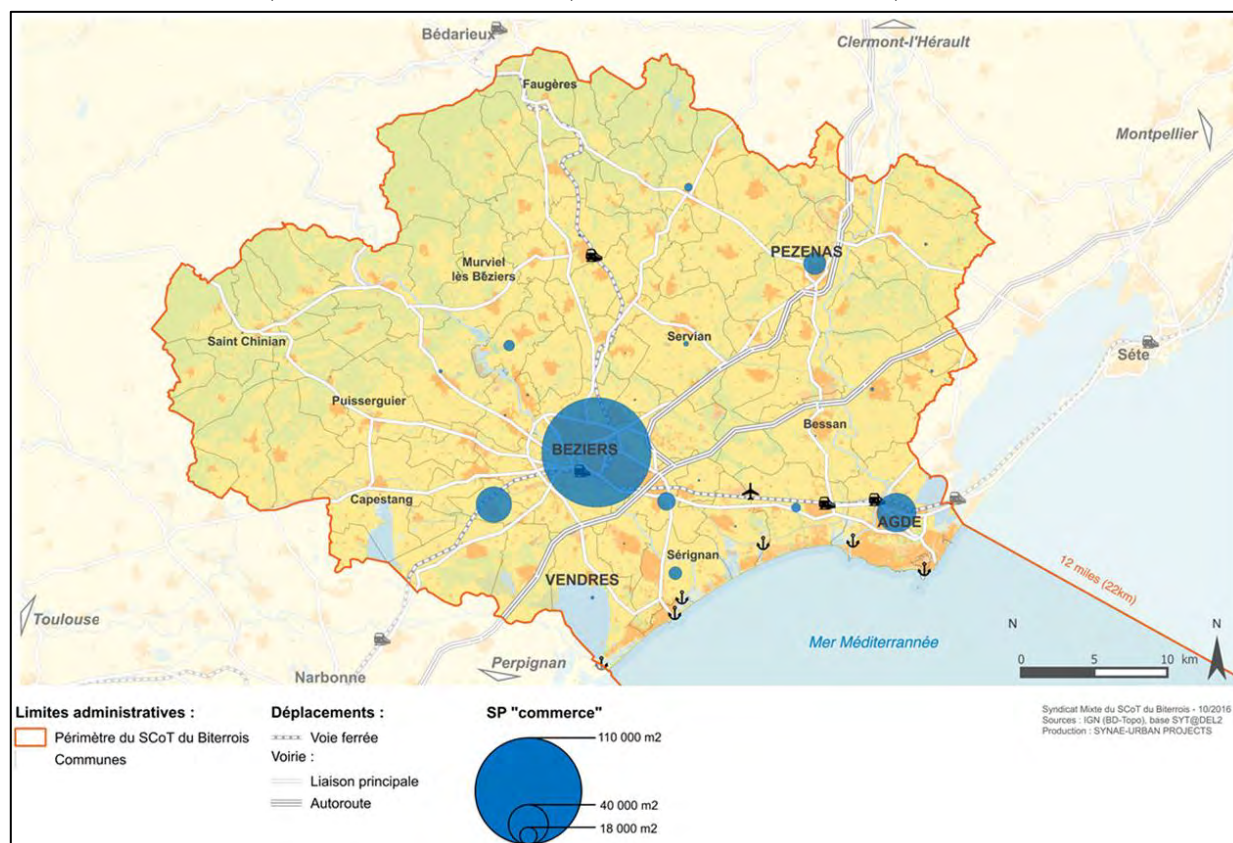 Bédarieux
Clermont-l'Hérault
Faugères
Montpellier
PEZENAS
Murviel
lès Béziers
Saint Chinian
Servian
Séte
Puisserguier
BEZIERS
Bessan
Capestang
AGDE
VENDRES
Sérignan
12 miles (22km)
Toulouse
Mer Méditerrannée
Perpignan
Narbonne
N
N
0 5 10 km
Limites administratives :
Périmètre du SCoT du Biterrois
Communes
Déplacements :
Voie ferrée
Voirie :
Liaison principale
Autoroute
SP "commerce"
110 000 m2
40 000 m2
18 000 m2
Syndicat Mixte du SCoT du Biterrois - 10/2016
Sources : IGN (BD-Topo), base SYT@DEL2
Production : SYNAE-URBAN PROJECTS